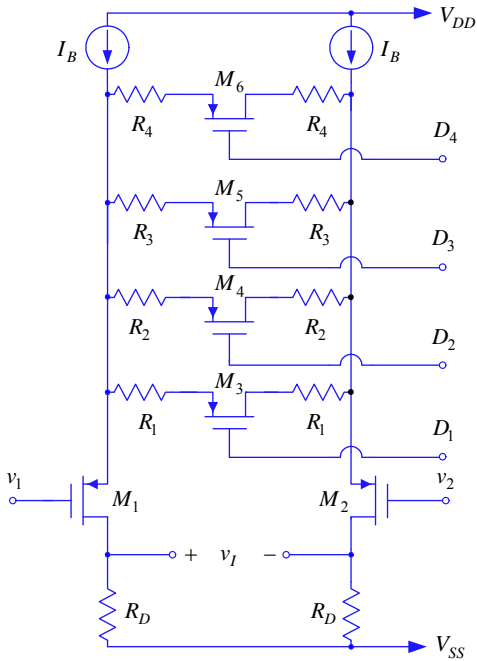 V_DD
I_B I_B
M_6
R_4 R_4
D_4
M_5
R_3 R_3
D_3
M_4
R_2 R_2
D_2
M_3
R_1 R_1
D_1
v_1 v_2
M_1 M_2
+ v_I −
R_D R_D
V_SS